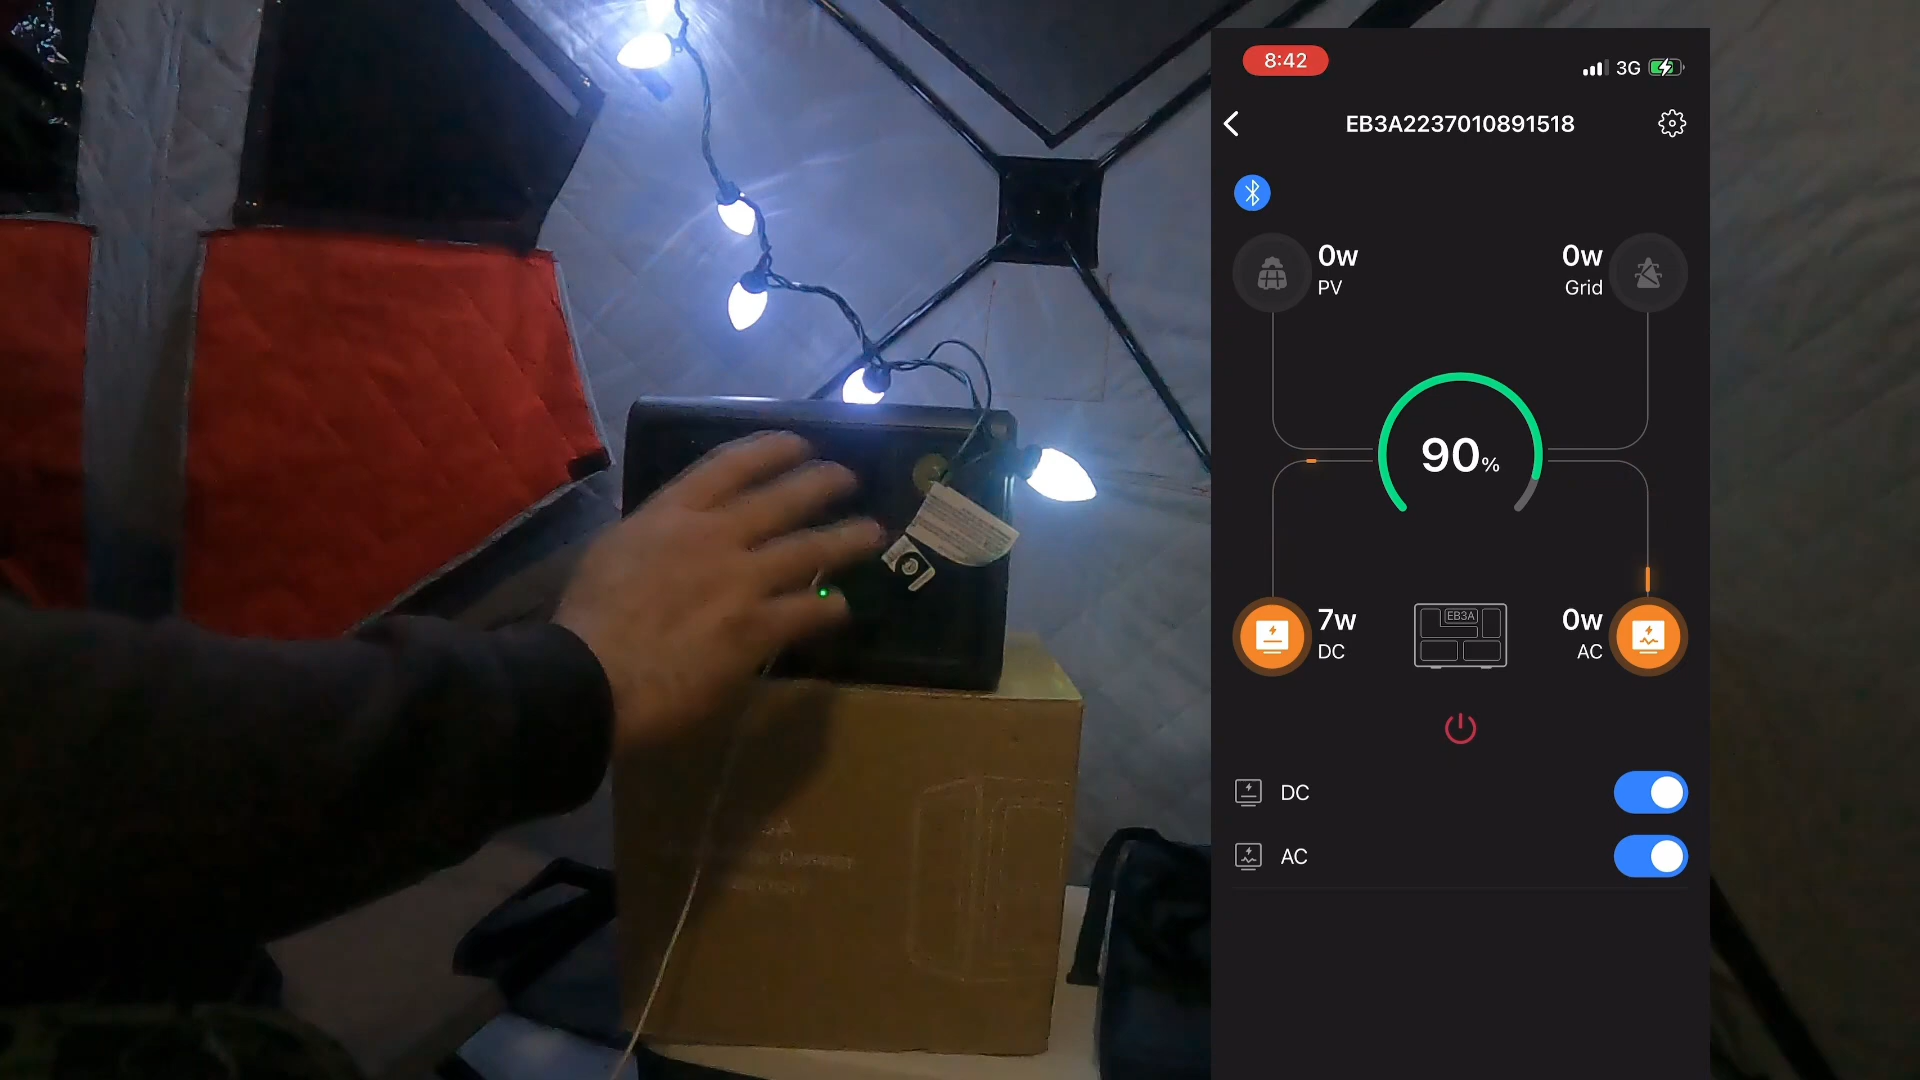 8:42
3G
EB3A2237010891518
0w
PV
0w
Grid
90%
7w
DC
EB3A
0w
AC
DC
AC